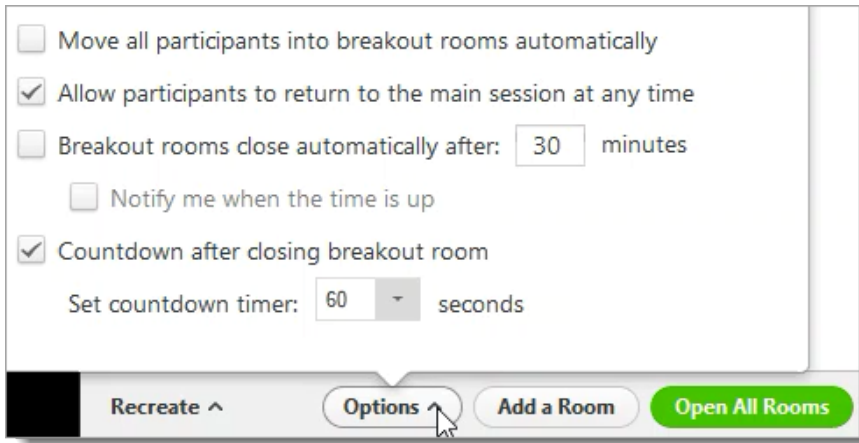 Move all participants into breakout rooms automatically
Allow participants to return to the main session at any time
Breakout rooms close automatically after: 30 minutes
Notify me when the time is up
Countdown after closing breakout room
Set countdown timer: 60 seconds
Recreate Options Add a Room Open All Rooms